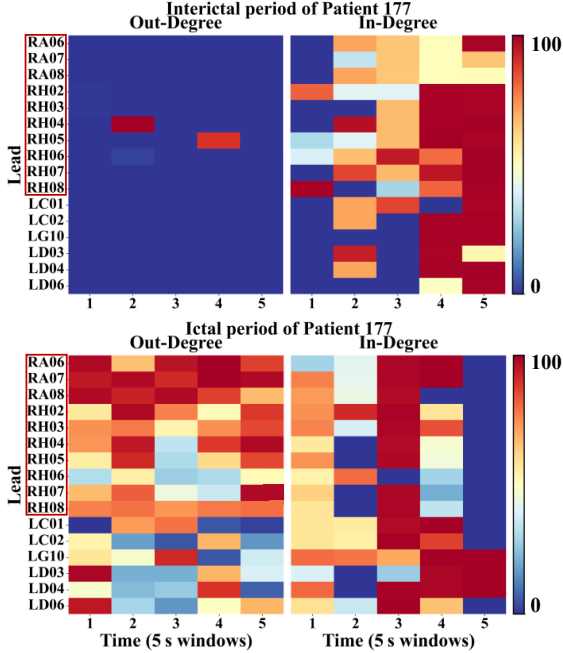 Interictal period of Patient 177
Out-Degree In-Degree
RA06
RA07
RA08
RH02
RH03
RH04
RH05
RH06
RH07
RH08
LC01
LC02
LG10
LD03
LD04
LD06
Lead
1 2 3 4 5 1 2 3 4 5
100
0
Ictal period of Patient 177
Out-Degree In-Degree
RA06
RA07
RA08
RH02
RH03
RH04
RH05
RH06
RH07
RH08
LC01
LC02
LG10
LD03
LD04
LD06
Lead
1 2 3 4 5 1 2 3 4 5
Time (5 s windows) Time (5 s windows)
100
0